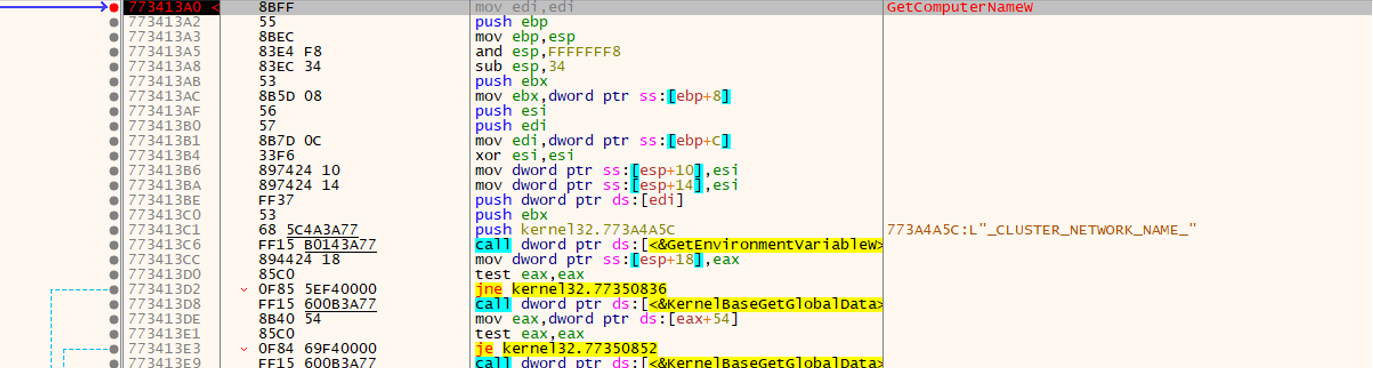 773413A0 < 8BFF mov edi,edi GetComputerNameW
773413A2 55 push ebp
773413A3 8BEC mov ebp,esp
773413A5 83E4 F8 and esp,FFFFFFF8
773413A8 83EC 34 sub esp,34
773413AB 53 push ebx
773413AC 8B5D 08 mov ebx,dword ptr ss:[ebp+8]
773413AF 56 push esi
773413B0 57 push edi
773413B1 8B7D 0C mov edi,dword ptr ss:[ebp+C]
773413B4 33F6 xor esi,esi
773413B6 897424 10 mov dword ptr ss:[esp+10],esi
773413BA 897424 14 mov dword ptr ss:[esp+14],esi
773413BE FF37 push dword ptr ds:[edi]
773413C0 53 push ebx
773413C1 68 5C4A3A77 push kernel32.773A4A5C 773A4A5C:L"_CLUSTER_NETWORK_NAME_"
773413C6 FF15 B0143A77 call dword ptr ds:[<&GetEnvironmentVariableW>
773413CC 894424 18 mov dword ptr ss:[esp+18],eax
773413D0 85C0 test eax,eax
773413D2 0F85 5EF40000 jne kernel32.77350836
773413D8 FF15 600B3A77 call dword ptr ds:[<&KernelBaseGetGlobalData>
773413DE 8B40 54 mov eax,dword ptr ds:[eax+54]
773413E1 85C0 test eax,eax
773413E3 0F84 69F40000 je kernel32.77350852
773413E9 FF15 600B3A77 call dword ptr ds:[<&KernelBaseGetGlobalData>